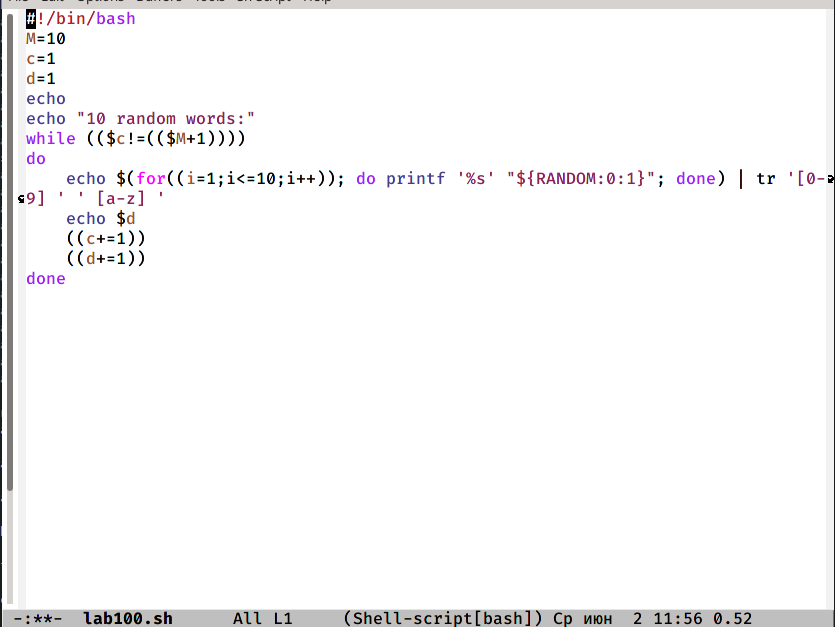 #!/bin/bash
M=10
c=1
d=1
echo
echo "10 random words:"
while (($c!=(($M+1))))
do
    echo $(for((i=1;i<=10;i++)); do printf '%s' "${RANDOM:0:1}"; done) | tr '[0-
9] ' ' [a-z] '
    echo $d
    ((c+=1))
    ((d+=1))
done
-:**-  lab100.sh      All L1     (Shell-script[bash]) Ср июн  2 11:56 0.52